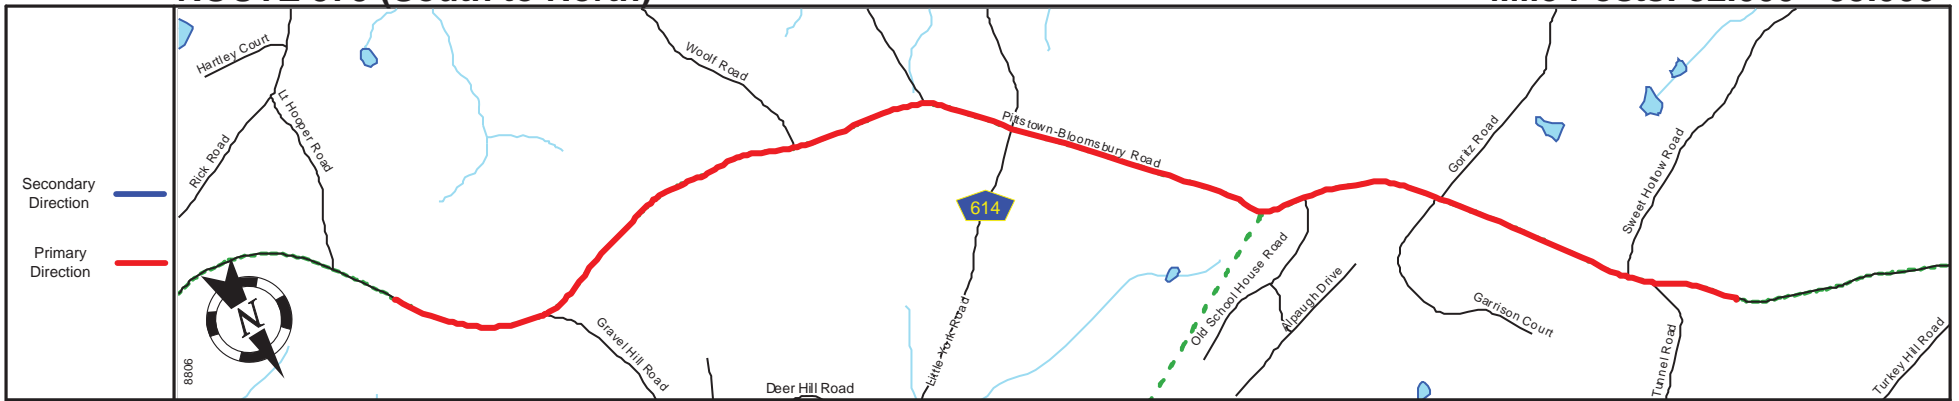 Hartley Court
Woolf Road
Lt Hooper Road
Rick Road
Pittstown-Bloomsbury Road
Goritz Road
Sweet Hollow Road
Secondary
Direction
614
Primary
Direction
Old School House Road
Alpaugh Drive
Garrison Court
N
Gravel Hill Road
Little York Road
Tunnel Road
Turkey Hill Road
8806
Deer Hill Road